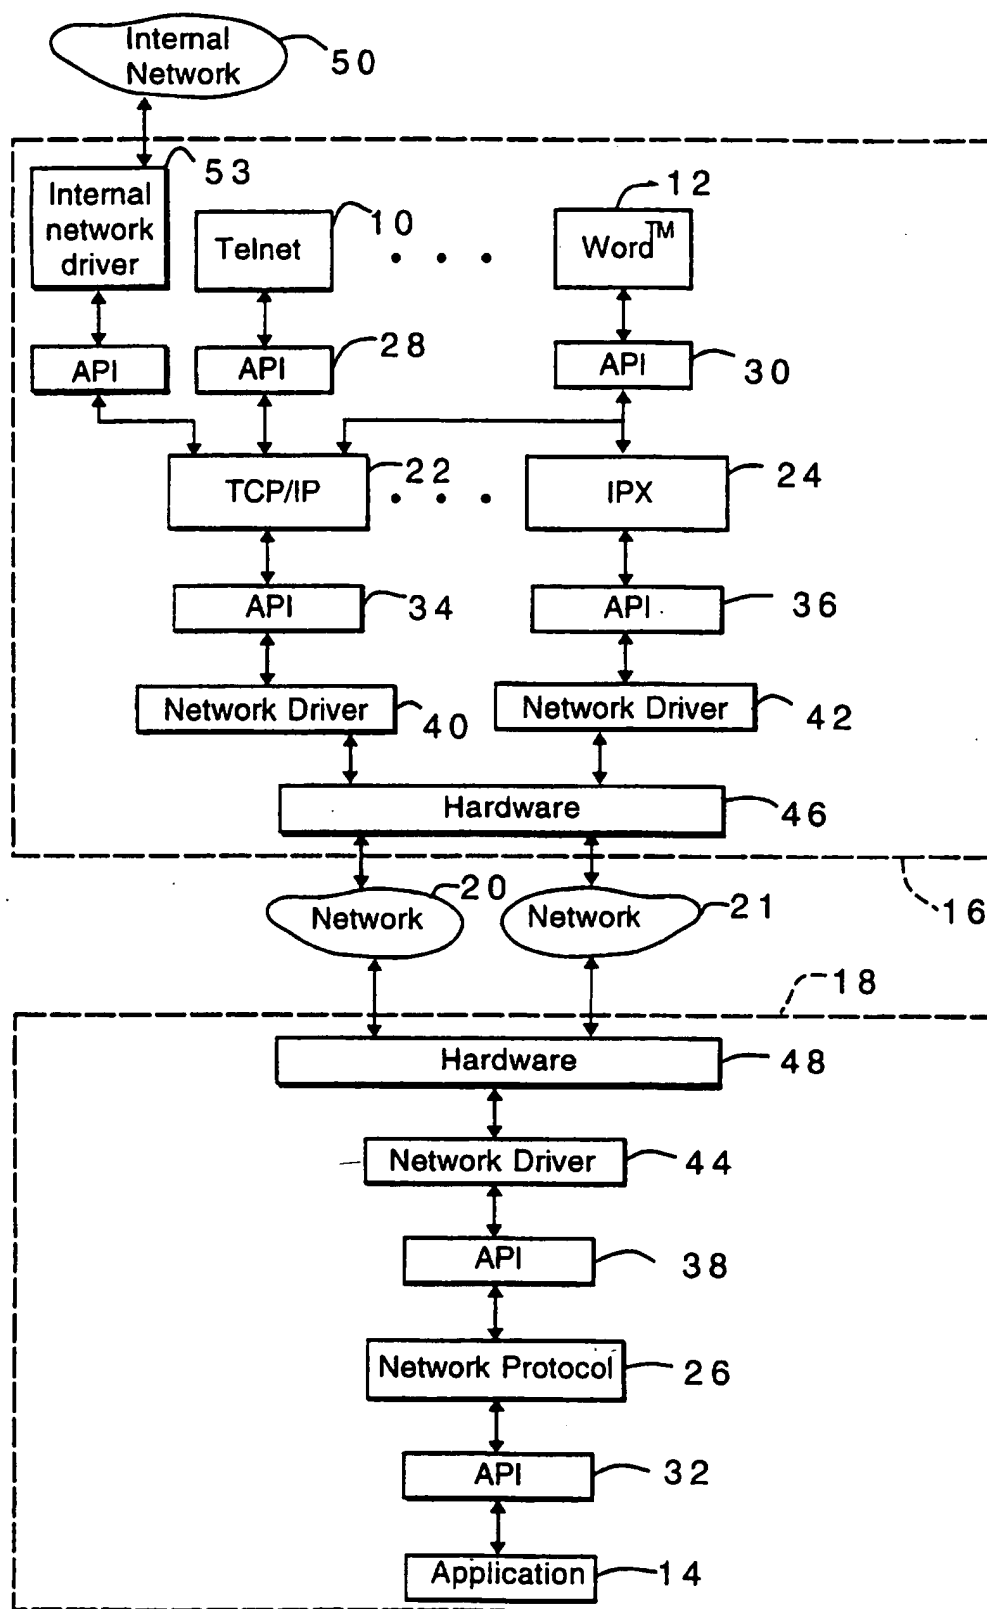 Internal
Network
50
53
Internal
network
driver
10
Telnet
12
Word™
API
28
API
30
API
22
TCP/IP
24
IPX
34
API
36
API
Network Driver
40
Network Driver
42
Hardware
46
20
Network
21
Network
16
18
Hardware
48
Network Driver
44
API
38
Network Protocol
26
API
32
Application
14